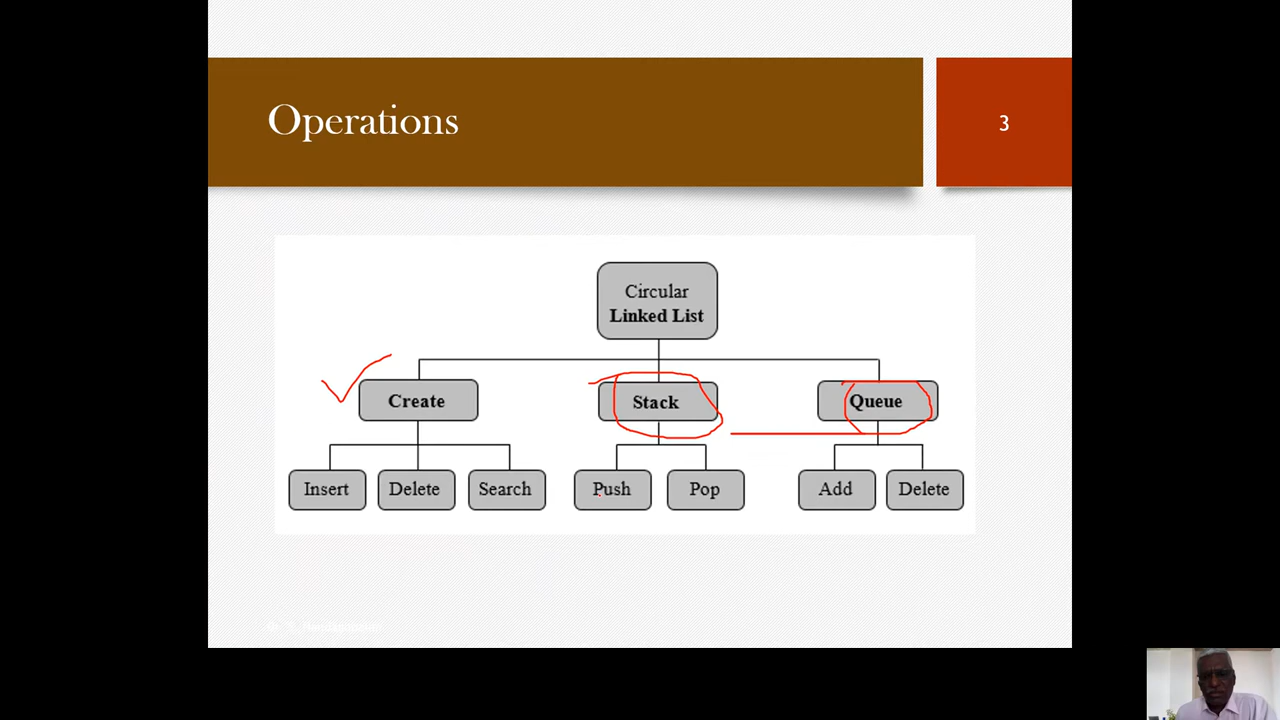 Operations
3
Circular
Linked List
Create
Stack
Queue
Insert
Delete
Search
Push
Pop
Add
Delete